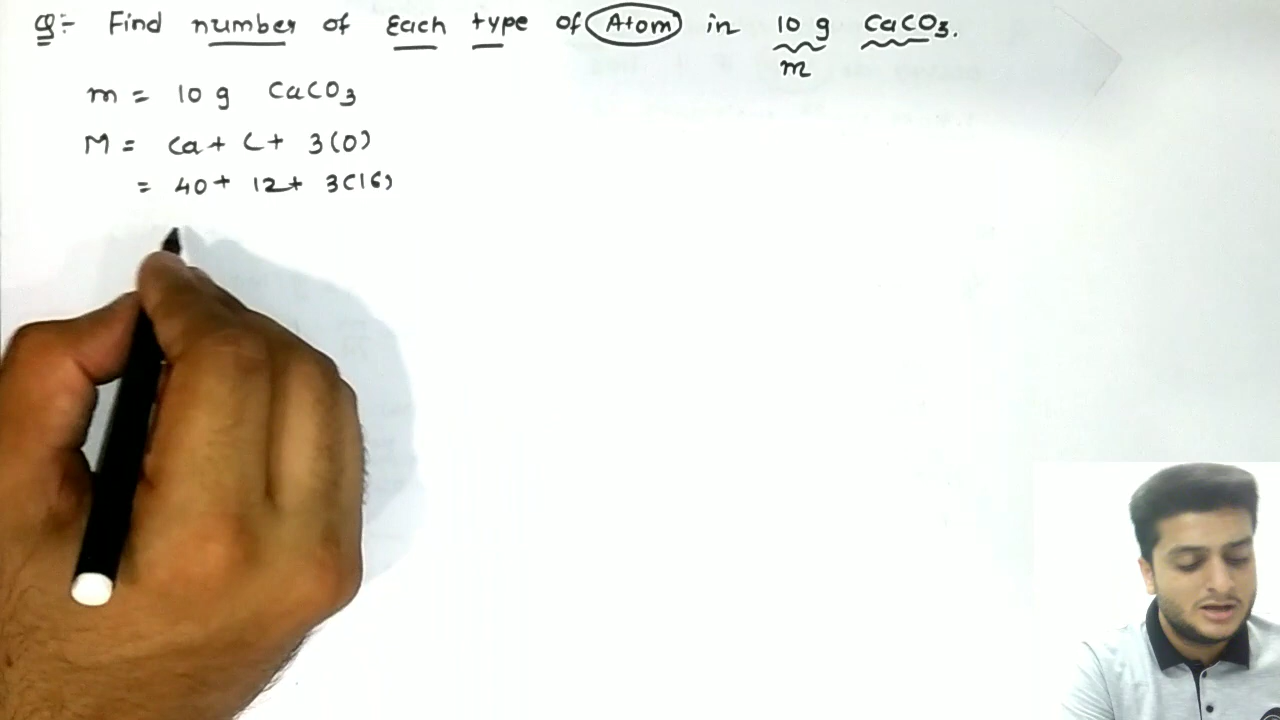 Q:- Find number of Each type of Atom in 10 g CaCO3.
m
m = 10 g CaCO3
M = Ca + C + 3(O)
= 40 + 12 + 3(16)